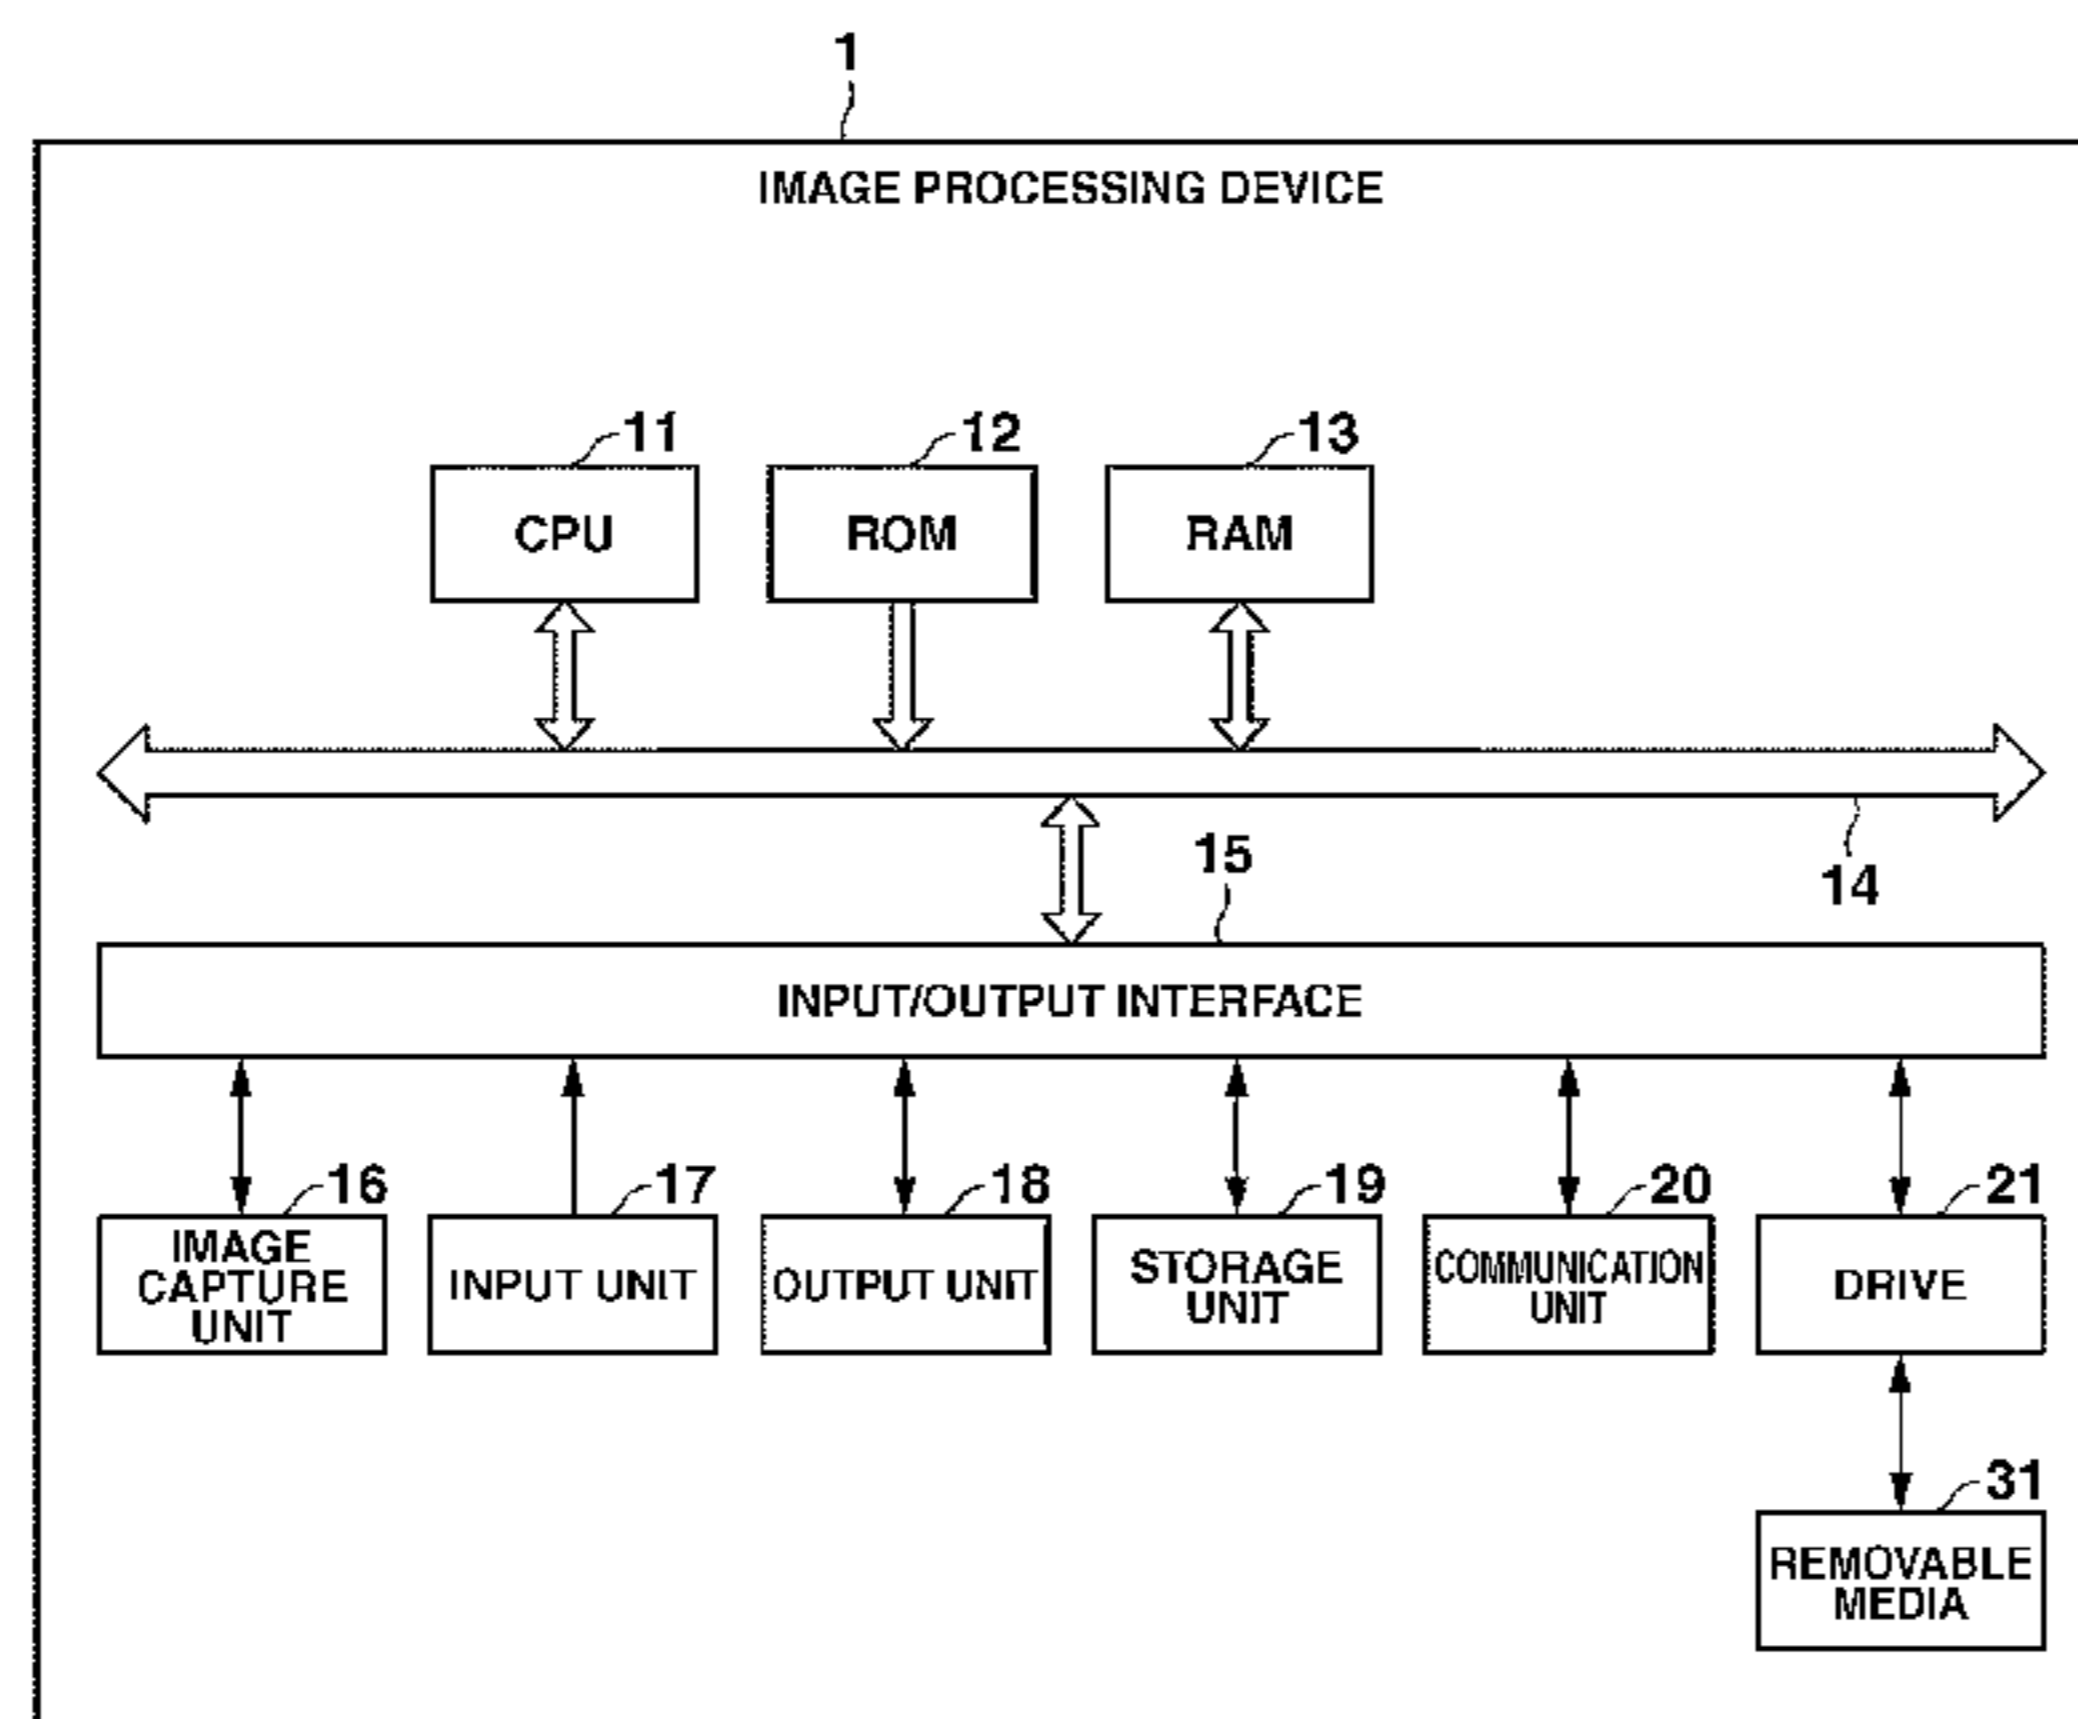 1
IMAGE PROCESSING DEVICE
11
12
13
CPU
ROM
RAM
15
14
INPUT/OUTPUT INTERFACE
16
17
18
19
20
21
IMAGE
CAPTURE
UNIT
INPUT UNIT
OUTPUT UNIT
STORAGE
UNIT
COMMUNICATION
UNIT
DRIVE
31
REMOVABLE
MEDIA